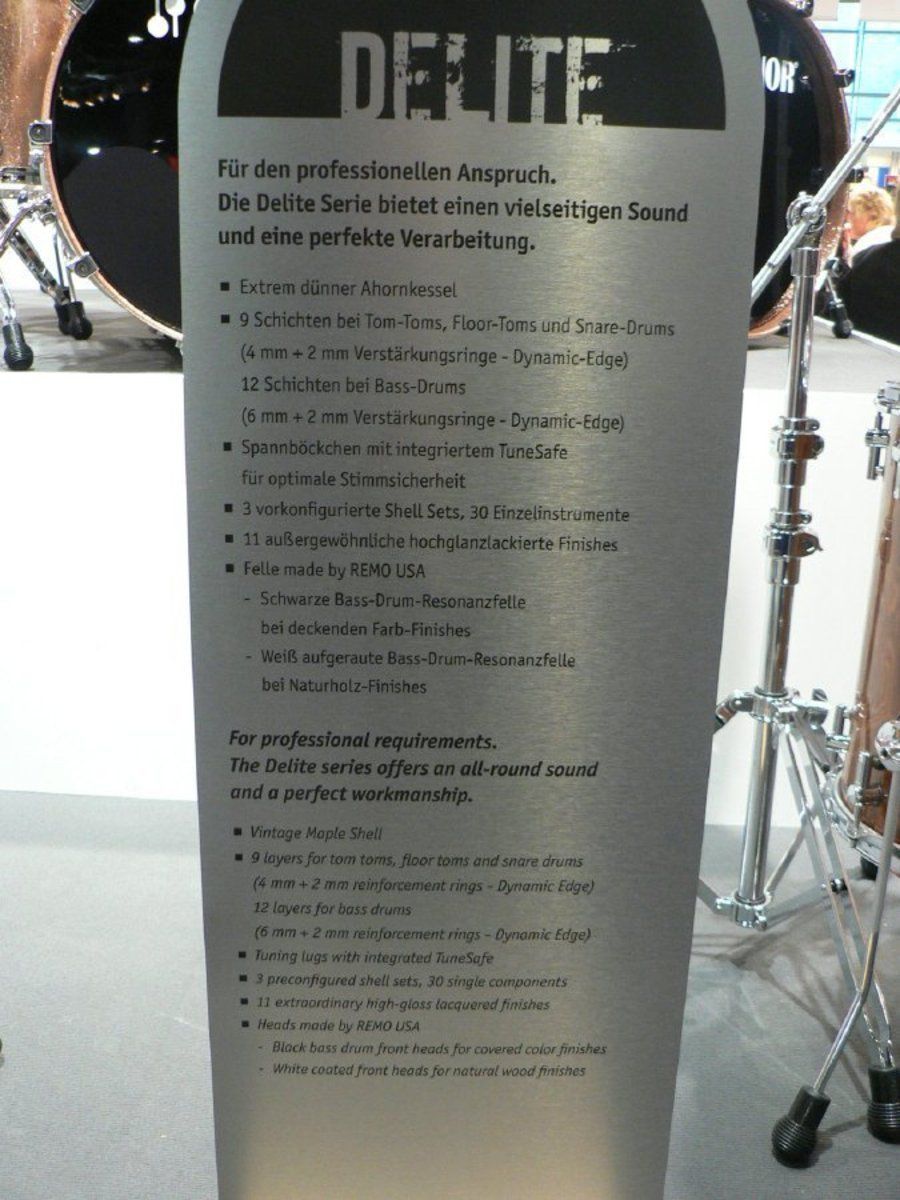 DELITE
Für den professionellen Anspruch.
Die Delite Serie bietet einen vielseitigen Sound
und eine perfekte Verarbeitung.
▪ Extrem dünner Ahornkessel
▪ 9 Schichten bei Tom-Toms, Floor-Toms und Snare-Drums
(4 mm + 2 mm Verstärkungsringe - Dynamic-Edge)
12 Schichten bei Bass-Drums
(6 mm + 2 mm Verstärkungsringe - Dynamic-Edge)
▪ Spannböckchen mit integriertem TuneSafe
für optimale Stimmsicherheit
▪ 3 vorkonfigurierte Shell Sets, 30 Einzelinstrumente
▪ 11 außergewöhnliche hochglanzlackierte Finishes
▪ Felle made by REMO USA
- Schwarze Bass-Drum-Resonanzfelle
bei deckenden Farb-Finishes
- Weiß aufgeraute Bass-Drum-Resonanzfelle
bei Naturholz-Finishes
For professional requirements.
The Delite series offers an all-round sound
and a perfect workmanship.
▪ Vintage Maple Shell
▪ 9 layers for tom toms, floor toms and snare drums
(4 mm + 2 mm reinforcement rings - Dynamic Edge)
12 layers for bass drums
(6 mm + 2 mm reinforcement rings - Dynamic Edge)
▪ Tuning lugs with integrated TuneSafe
▪ 3 preconfigured shell sets, 30 single components
▪ 11 extraordinary high-gloss lacquered finishes
▪ Heads made by REMO USA
- Black bass drum front heads for covered color finishes
- White coated front heads for natural wood finishes